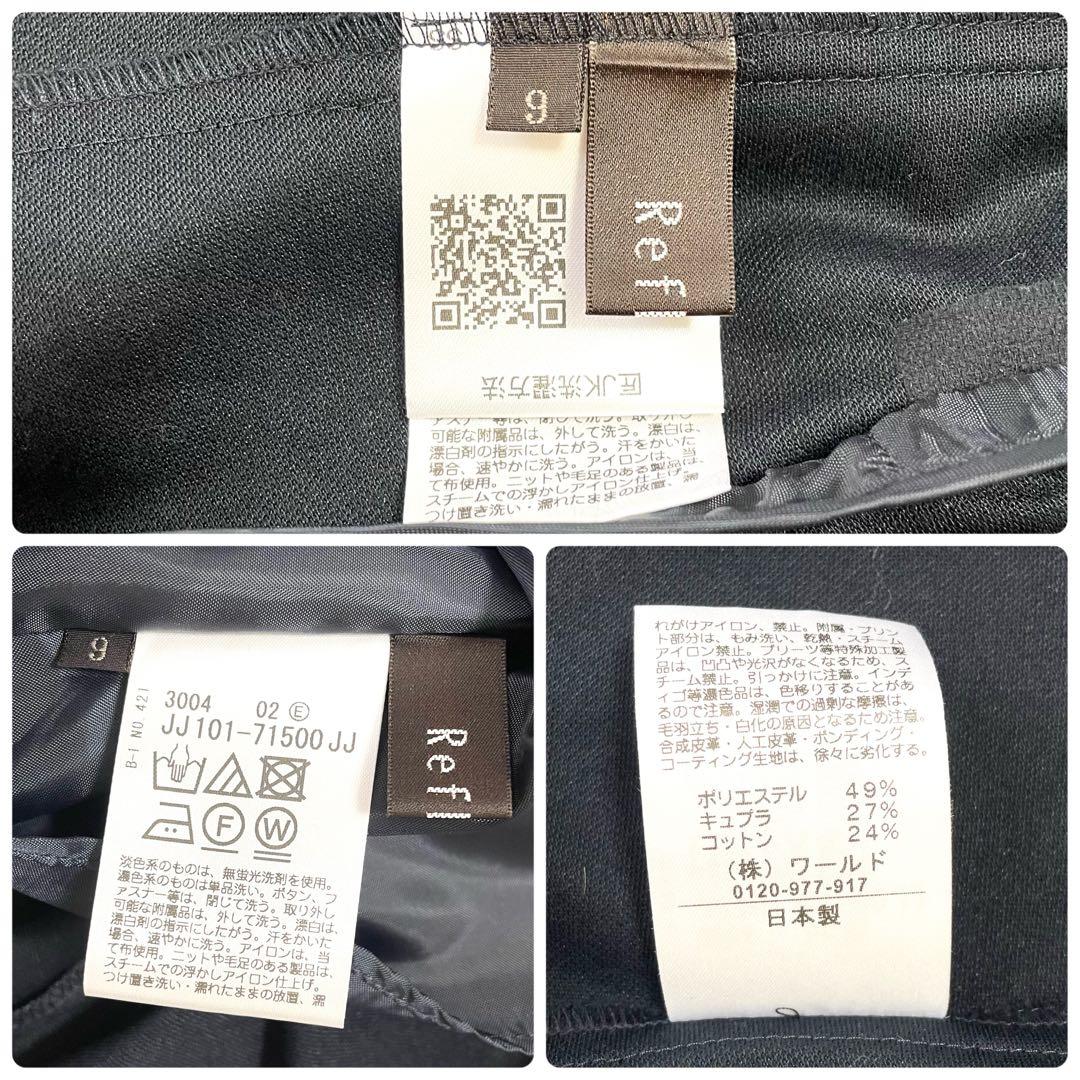 9
Ref
匠JK洗濯方法
ァスナー等は、閉じて洗う。取り外し
可能な附属品は、外して洗う。漂白は、
漂白剤の指示にしたがう。汗をかいた
場合、速やかに洗う。アイロンは、当
て布使用。ニットや毛足のある製品は、
スチームでの浮かしアイロン仕上げ。
つけ置き洗い・濡れたままの放置、濡
9
B-I NO.421
3004 02 E
JJ101-71500JJ
F W
Ref
淡色系のものは、無蛍光洗剤を使用。
濃色系のものは単品洗い。ボタン、フ
ァスナー等は、閉じて洗う。取り外し
可能な附属品は、外して洗う。漂白は、
漂白剤の指示にしたがう。汗をかいた
場合、速やかに洗う。アイロンは、当
て布使用。ニットや毛足のある製品は、
スチームでの浮かしアイロン仕上げ。
つけ置き洗い・濡れたままの放置、濡
れがけアイロン、禁止。附属・プリン
ト部分は、もみ洗い、乾熱・スチーム
アイロン禁止。プリーツ等特殊加工製
品は、凹凸や光沢がなくなるため、ス
チーム禁止。引っかけに注意。インデ
ィゴ等濃色品は、色移りすることがあ
るので注意。湿潤での過剰な摩擦は、
毛羽立ち・白化の原因となるため注意。
合成皮革・人工皮革・ボンディング・
コーティング生地は、徐々に劣化する。
ポリエステル 49%
キュプラ 27%
コットン 24%
(株)ワールド
0120-977-917
日本製